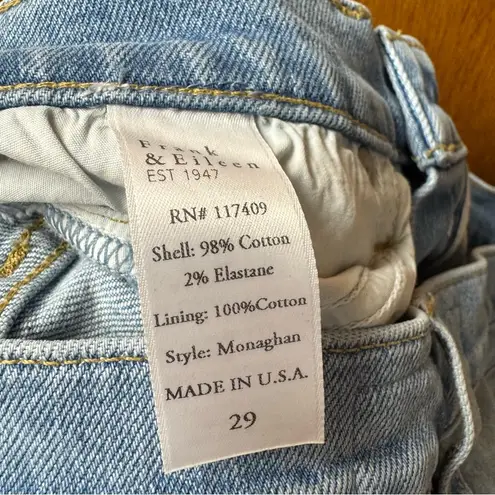 Frank
& Eileen
EST 1947
RN# 117409
Shell: 98% Cotton
2% Elastane
Lining: 100%Cotton
Style: Monaghan
MADE IN U.S.A.
29